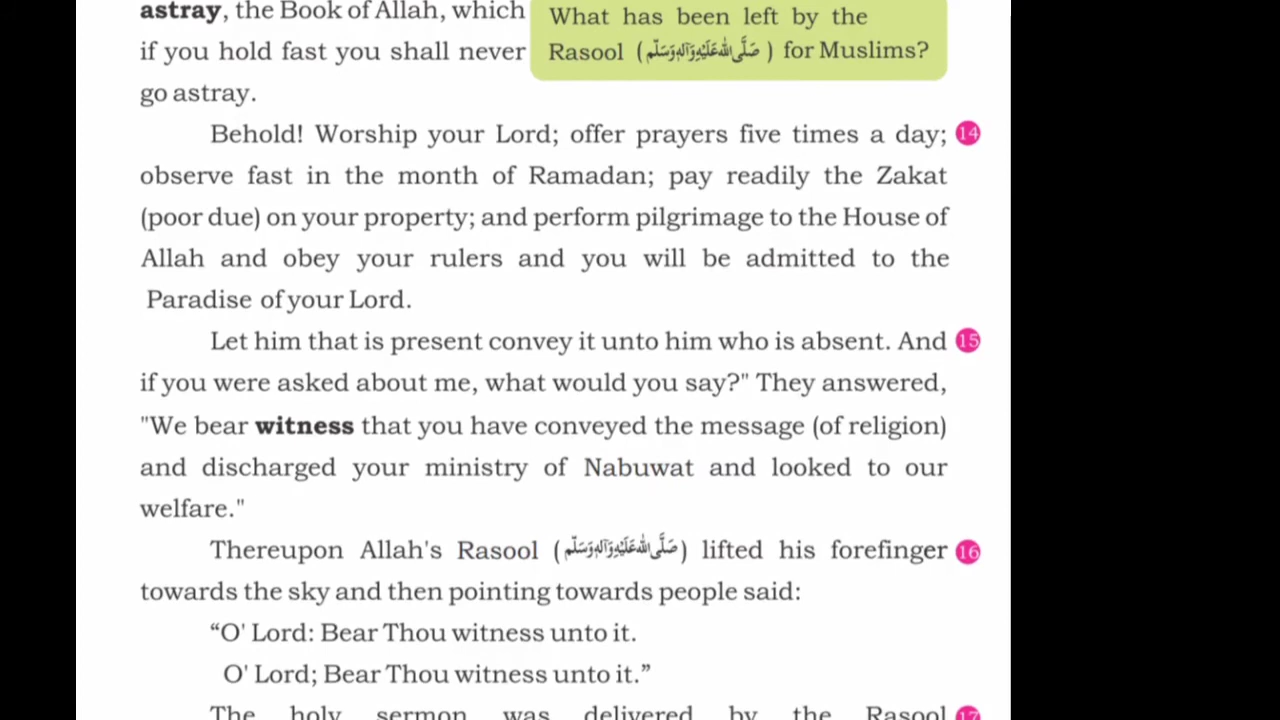 astray, the Book of Allah, which
if you hold fast you shall never
go astray.
What has been left by the
Rasool (صَلَّى اللهُ عَلَيْهِ وَآلِهٖ وَسَلَّم) for Muslims?
Behold! Worship your Lord; offer prayers five times a day; 14
observe fast in the month of Ramadan; pay readily the Zakat
(poor due) on your property; and perform pilgrimage to the House of
Allah and obey your rulers and you will be admitted to the
Paradise of your Lord.
Let him that is present convey it unto him who is absent. And 15
if you were asked about me, what would you say?" They answered,
"We bear witness that you have conveyed the message (of religion)
and discharged your ministry of Nabuwat and looked to our
welfare."
Thereupon Allah's Rasool (صَلَّى اللهُ عَلَيْهِ وَآلِهٖ وَسَلَّم) lifted his forefinger 16
towards the sky and then pointing towards people said:
“O' Lord: Bear Thou witness unto it.
O' Lord; Bear Thou witness unto it.”
The holy sermon was delivered by the Rasool 17